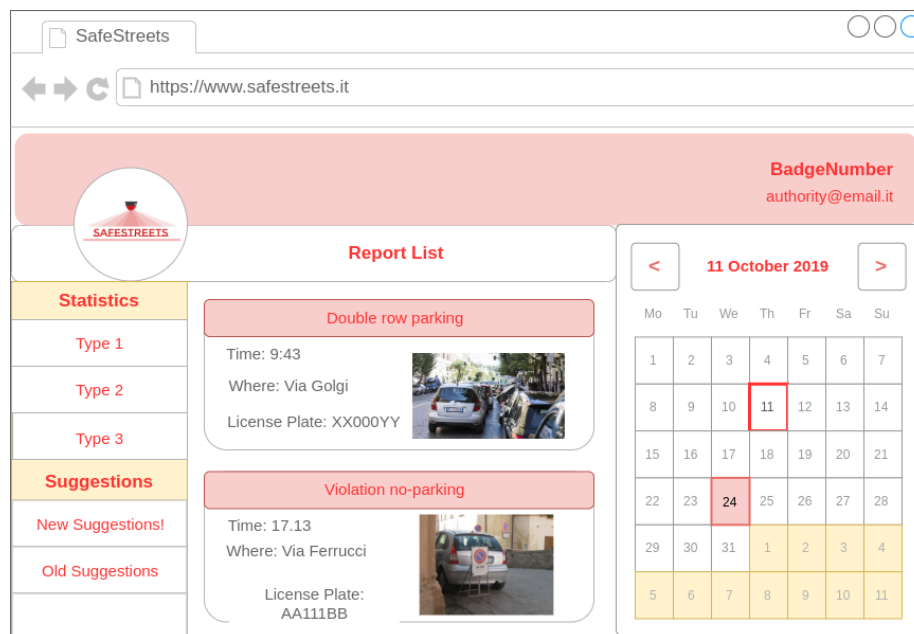 SafeStreets
https://www.safestreets.it
BadgeNumber
authority@email.it
SAFESTREETS
Report List
Statistics
Type 1
Type 2
Type 3
Suggestions
New Suggestions!
Old Suggestions
Double row parking
Time: 9:43
Where: Via Golgi
License Plate: XX000YY
Violation no-parking
Time: 17.13
Where: Via Ferrucci
License Plate:
AA111BB
< 11 October 2019 >
Mo Tu We Th Fr Sa Su
1 2 3 4 5 6 7
8 9 10 11 12 13 14
15 16 17 18 19 20 21
22 23 24 25 26 27 28
29 30 31 1 2 3 4
5 6 7 8 9 10 11